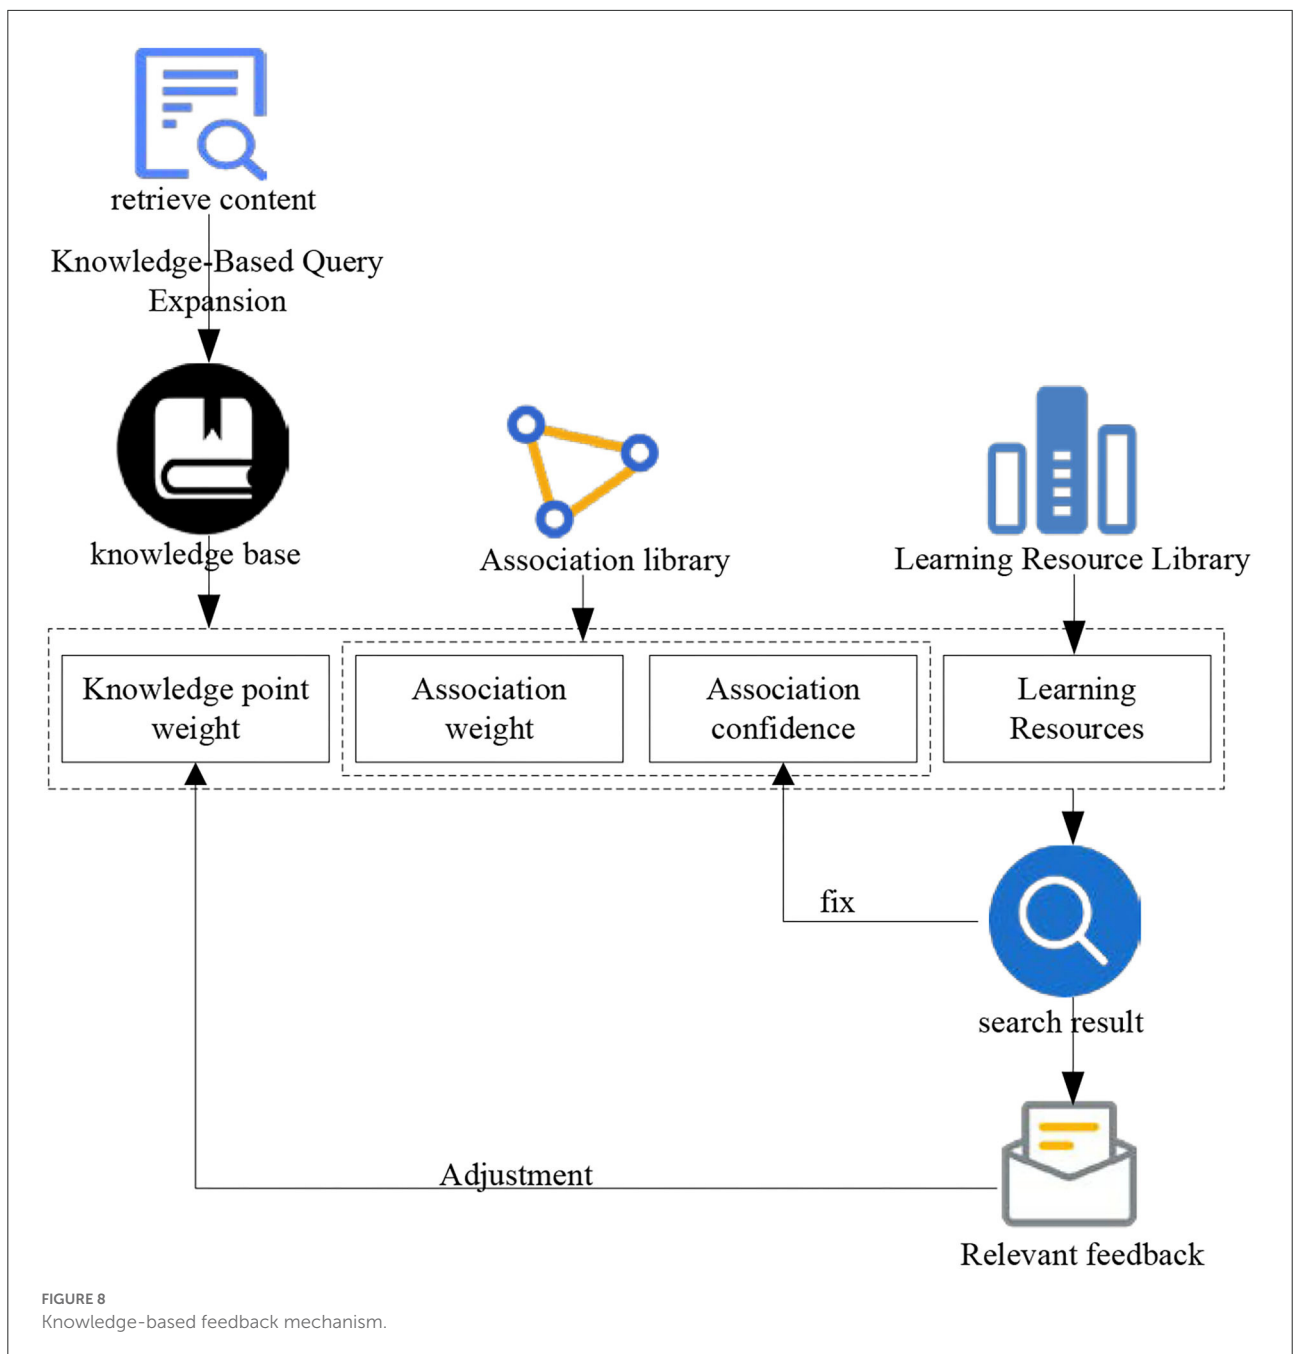 retrieve content
Knowledge-Based Query
Expansion
knowledge base
Association library
Learning Resource Library
Knowledge point
weight
Association
weight
Association
confidence
Learning
Resources
fix
search result
Adjustment
Relevant feedback
FIGURE 8
Knowledge-based feedback mechanism.